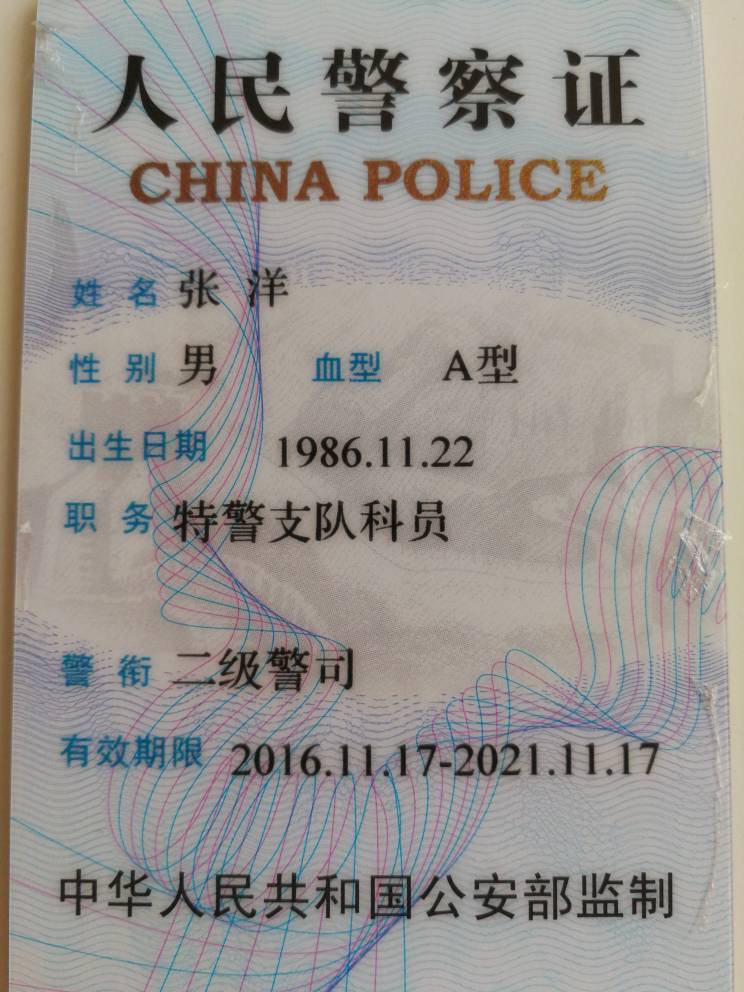 人民警察证
CHINA POLICE
姓名 张洋
性别 男 血型 A型
出生日期 1986.11.22
职务 特警支队科员
警衔 二级警司
有效期限 2016.11.17-2021.11.17
中华人民共和国公安部监制